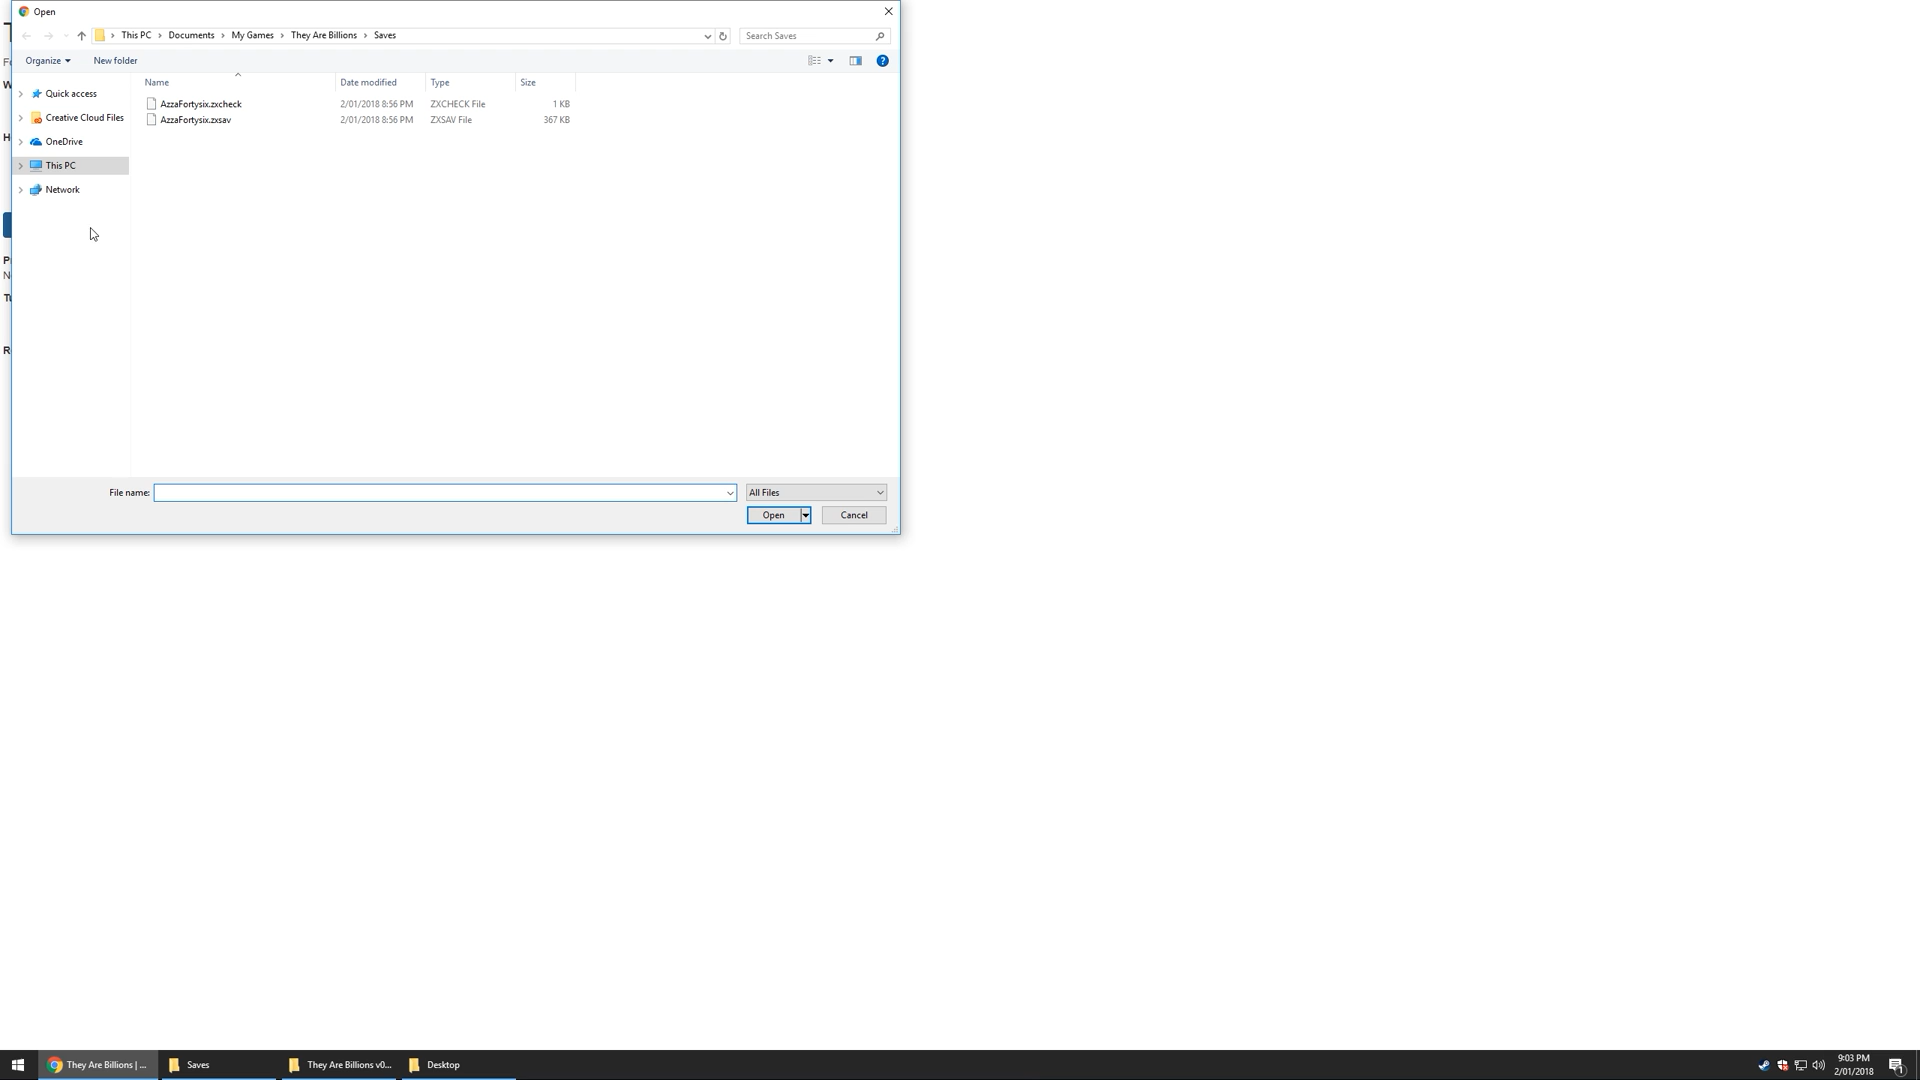 Open
This PC > Documents > My Games > They Are Billions > Saves
Search Saves
Organize
New folder
Name
Date modified
Type
Size
Quick access
Creative Cloud Files
OneDrive
This PC
Network
AzzaFortysix.zxcheck 2/01/2018 8:56 PM ZXCHECK File 1 KB
AzzaFortysix.zxsav 2/01/2018 8:56 PM ZXSAV File 367 KB
File name:
All Files
Open
Cancel
They Are Billions | ...
Saves
They Are Billions v0...
Desktop
9:03 PM
2/01/2018